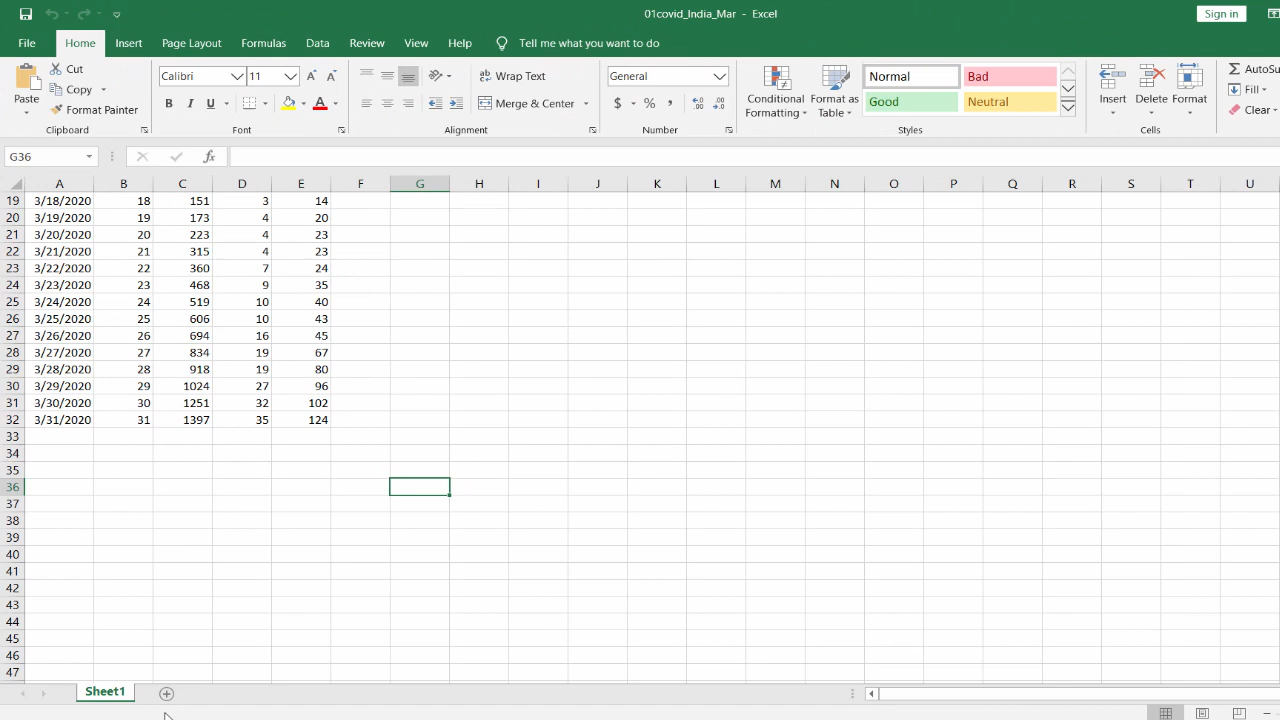 01covid_India_Mar - Excel
Sign in
File Home Insert Page Layout Formulas Data Review View Help Tell me what you want to do
Paste
Cut
Copy
Format Painter
Clipboard
Calibri 11
B I U A
Font
Wrap Text
Merge & Center
Alignment
General
$ % ,
Number
Conditional Formatting
Format as Table
Normal Bad
Good Neutral
Styles
Insert Delete Format
Cells
Σ AutoSu
Fill
Clear
G36 fx
A B C D E F G H I J K L M N O P Q R S T U
19 3/18/2020 18 151 3 14
20 3/19/2020 19 173 4 20
21 3/20/2020 20 223 4 23
22 3/21/2020 21 315 4 23
23 3/22/2020 22 360 7 24
24 3/23/2020 23 468 9 35
25 3/24/2020 24 519 10 40
26 3/25/2020 25 606 10 43
27 3/26/2020 26 694 16 45
28 3/27/2020 27 834 19 67
29 3/28/2020 28 918 19 80
30 3/29/2020 29 1024 27 96
31 3/30/2020 30 1251 32 102
32 3/31/2020 31 1397 35 124
33
34
35
36
37
38
39
40
41
42
43
44
45
46
47
Sheet1